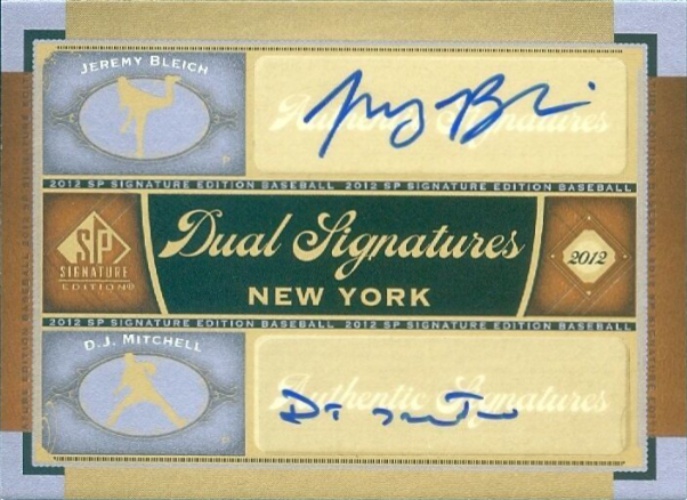 JEREMY BLEICH
P
Authentic Signatures
2012 SP SIGNATURE EDITION BASEBALL 2012 SP SIGNATURE EDITION BASEBALL
SP
SIGNATURE
EDITION
Dual Signatures
NEW YORK
2012
2012 SP SIGNATURE EDITION BASEBALL 2012 SP SIGNATURE EDITION BASEBALL
D.J. MITCHELL
P
Authentic Signatures